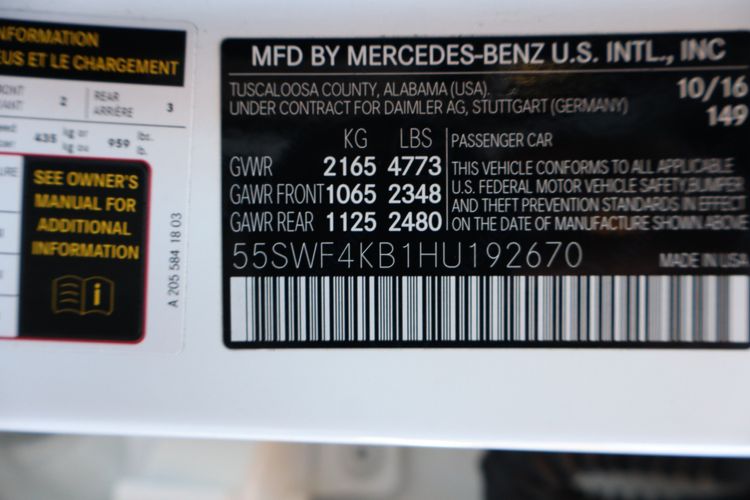 INFORMATION
EUS ET LE CHARGEMENT
2 REAR ARRIÈRE 3
435 kg or kg ou 959 lbs. lb.
SEE OWNER'S
MANUAL FOR
ADDITIONAL
INFORMATION
i
A 205 584 18 03
MFD BY MERCEDES-BENZ U.S. INTL., INC
TUSCALOOSA COUNTY, ALABAMA (USA). 10/16
UNDER CONTRACT FOR DAIMLER AG, STUTTGART (GERMANY) 149
KG LBS PASSENGER CAR
GVWR 2165 4773 THIS VEHICLE CONFORMS TO ALL APPLICABLE
GAWR FRONT 1065 2348 U.S. FEDERAL MOTOR VEHICLE SAFETY,BUMPER
GAWR REAR 1125 2480 AND THEFT PREVENTION STANDARDS IN EFFECT
ON THE DATE OF MANUFACTURE SHOWN ABOVE
55SWF4KB1HU192670 MADE IN USA